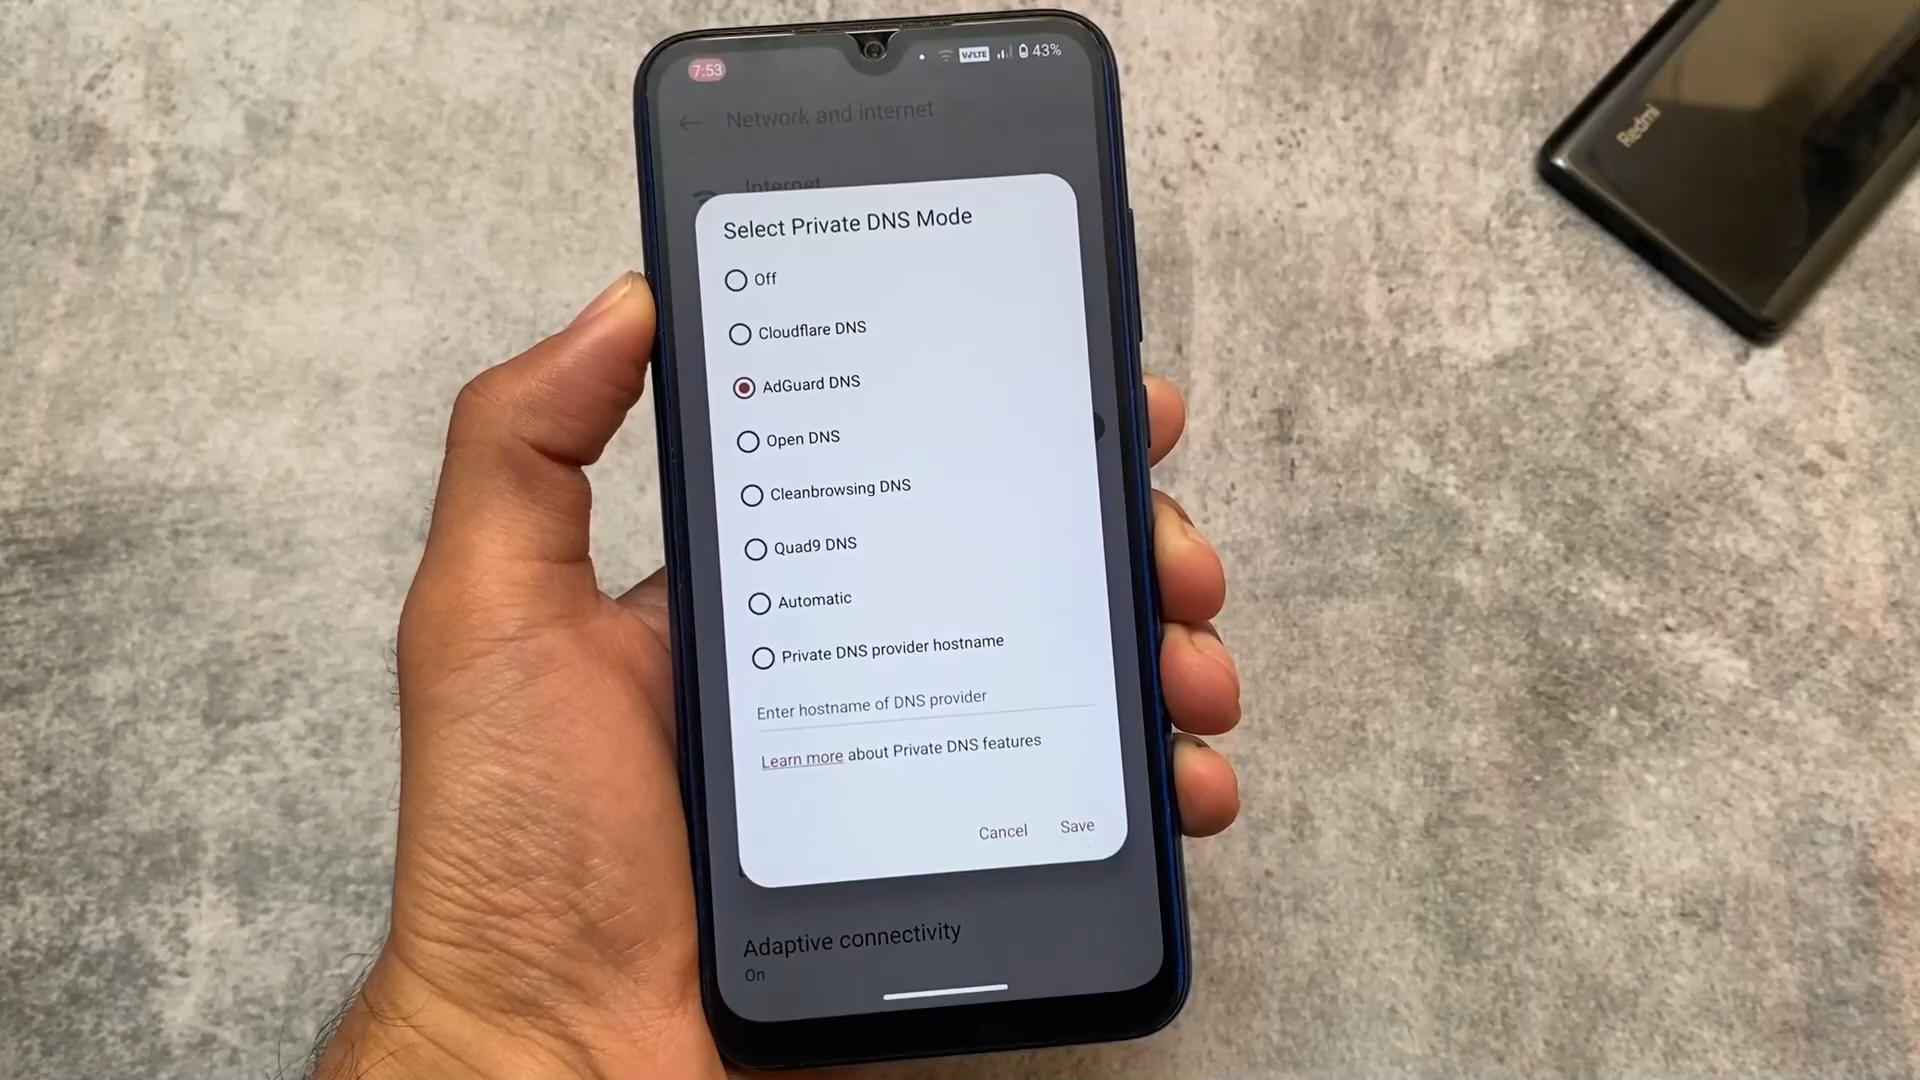 7:53
VoLTE
43%
Network and internet
Internet
Select Private DNS Mode
Off
Cloudflare DNS
AdGuard DNS
Open DNS
Cleanbrowsing DNS
Quad9 DNS
Automatic
Private DNS provider hostname
Enter hostname of DNS provider
Learn more about Private DNS features
Cancel
Save
Adaptive connectivity
On
Redmi